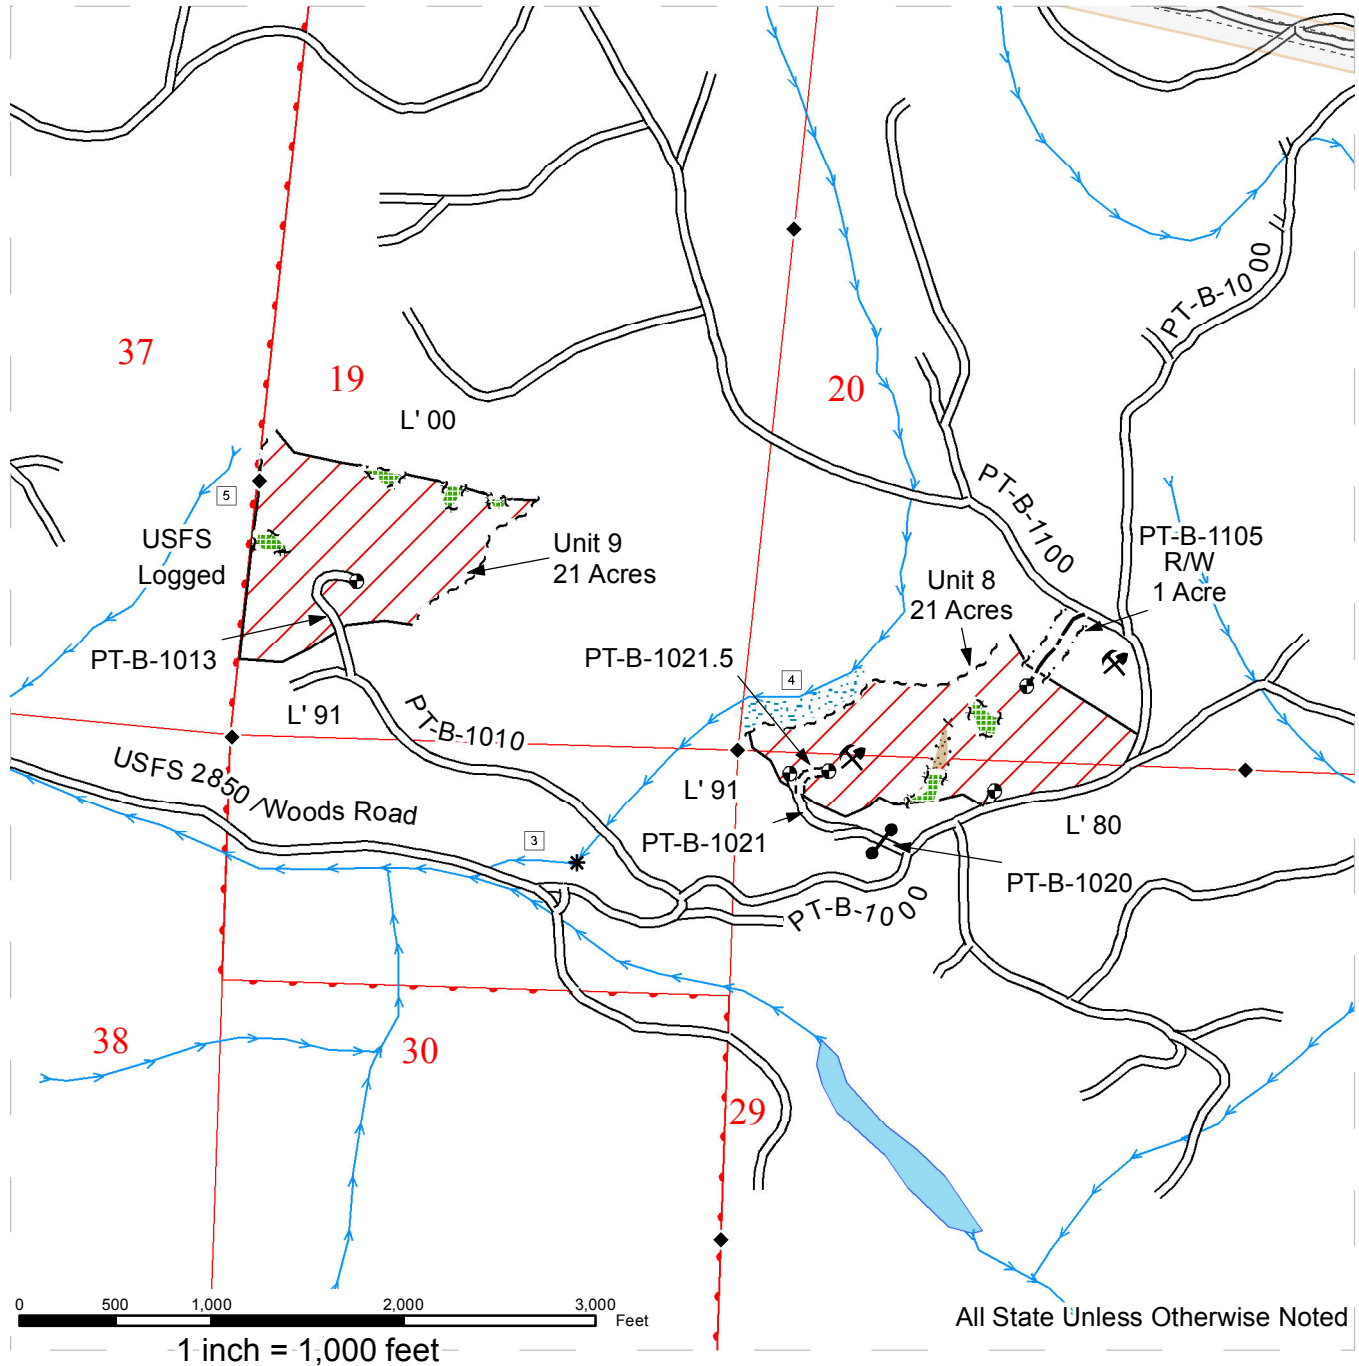 PT-B-1000
37
19
20
L' 00
PT-B-1100
5
USFS
Logged
Unit 9
21 Acres
PT-B-1105
R/W
1 Acre
Unit 8
21 Acres
PT-B-1013
PT-B-1021.5
4
L' 91
PT-B-1010
USFS 2850 /Woods Road
L' 91
PT-B-1021
3
L' 80
PT-B-1020
PT-B-1000
38
30
29
0 500 1,000 2,000 3,000
Feet
1 inch = 1,000 feet
All State Unless Otherwise Noted